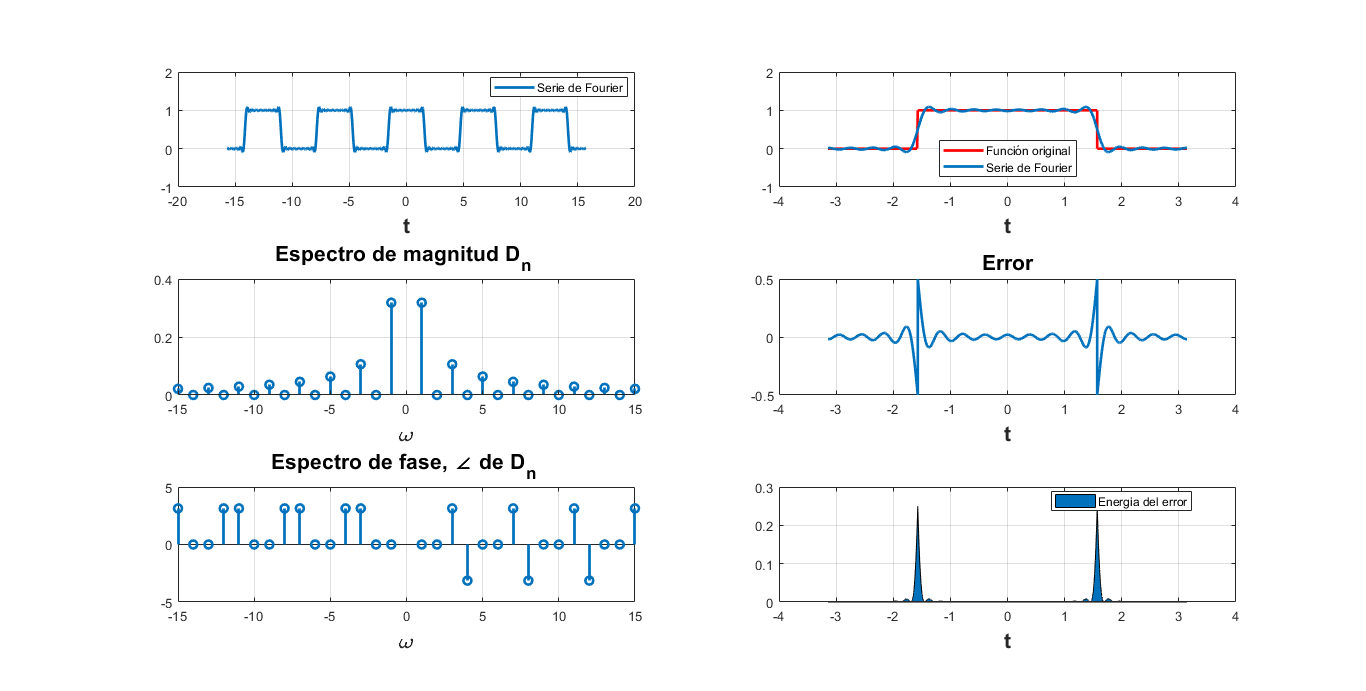 2
1
0
-1
-20 -15 -10 -5 0 5 10 15 20
t
Serie de Fourier
2
1
0
-1
-4 -3 -2 -1 0 1 2 3 4
t
Función original
Serie de Fourier
Espectro de magnitud Dn
0.4
0.2
0
-15 -10 -5 0 5 10 15
ω
Error
0.5
0
-0.5
-4 -3 -2 -1 0 1 2 3 4
t
Espectro de fase, ∠ de Dn
5
0
-5
-15 -10 -5 0 5 10 15
ω
0.3
0.2
0.1
0
-4 -3 -2 -1 0 1 2 3 4
t
Energia del error